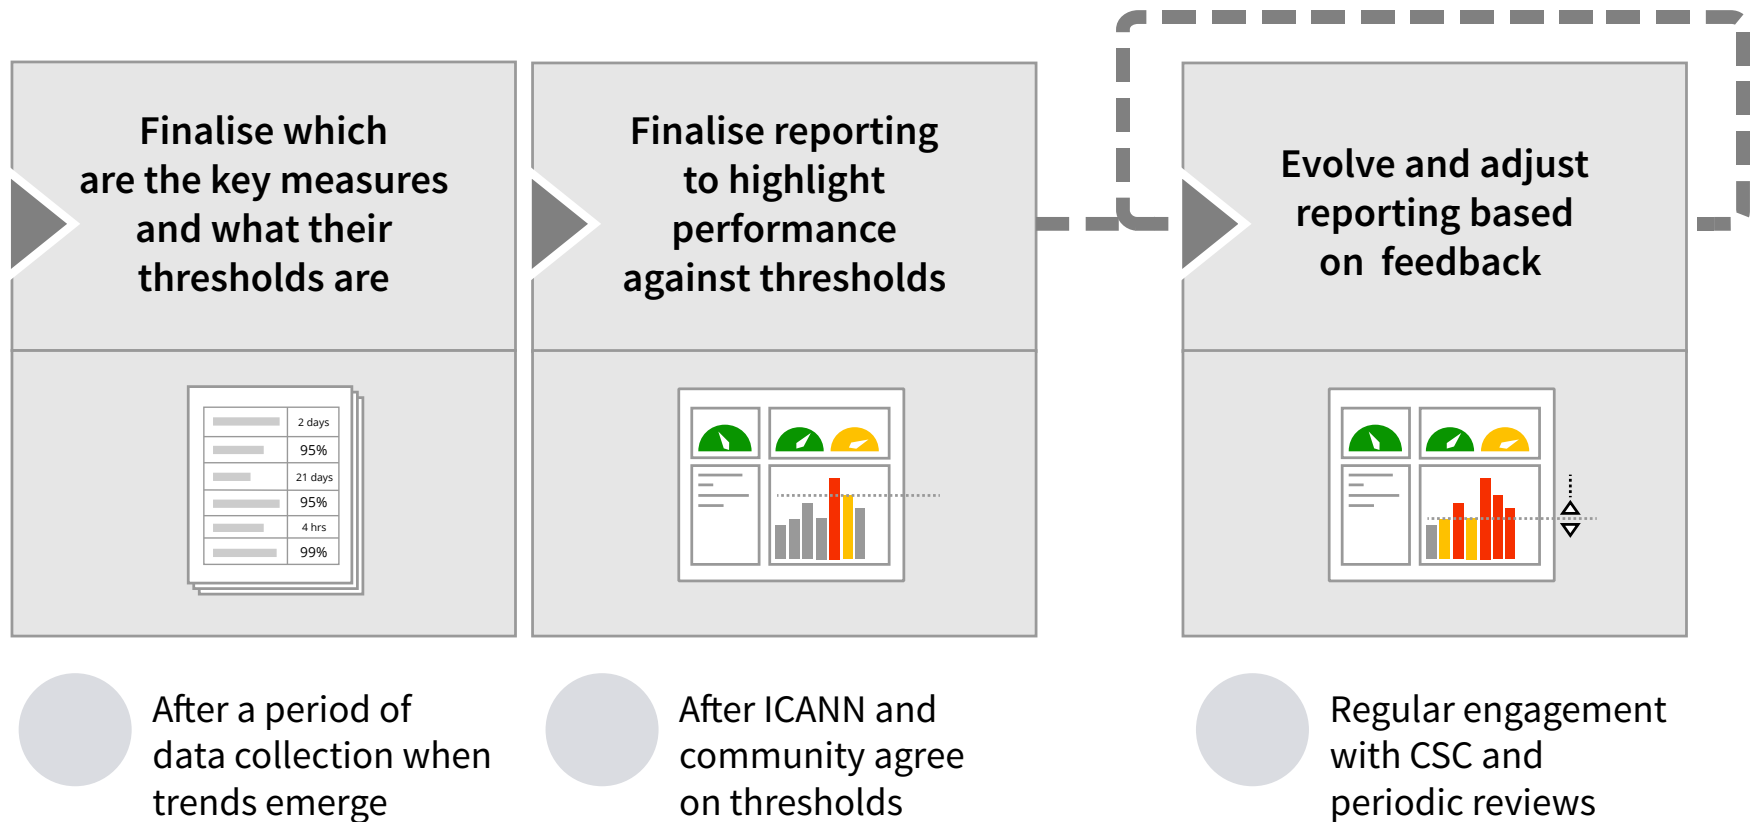 Finalise which
are the key measures
and what their
thresholds are
Finalise reporting
to highlight
performance
against thresholds
Evolve and adjust
reporting based
on feedback
2 days
95%
21 days
95%
4 hrs
99%
After a period of
data collection when
trends emerge
After ICANN and
community agree
on thresholds
Regular engagement
with CSC and
periodic reviews